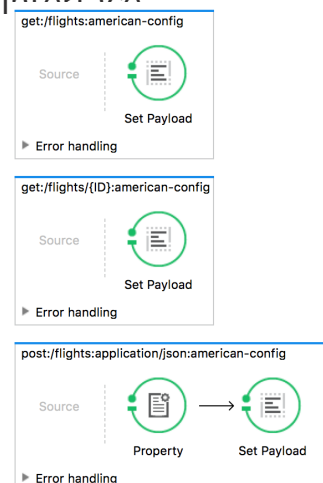 get:/flights:american-config
Source
Set Payload
Error handling
get:/flights/{ID}:american-config
Source
Set Payload
Error handling
post:/flights:application/json:american-config
Source
Property
Set Payload
Error handling